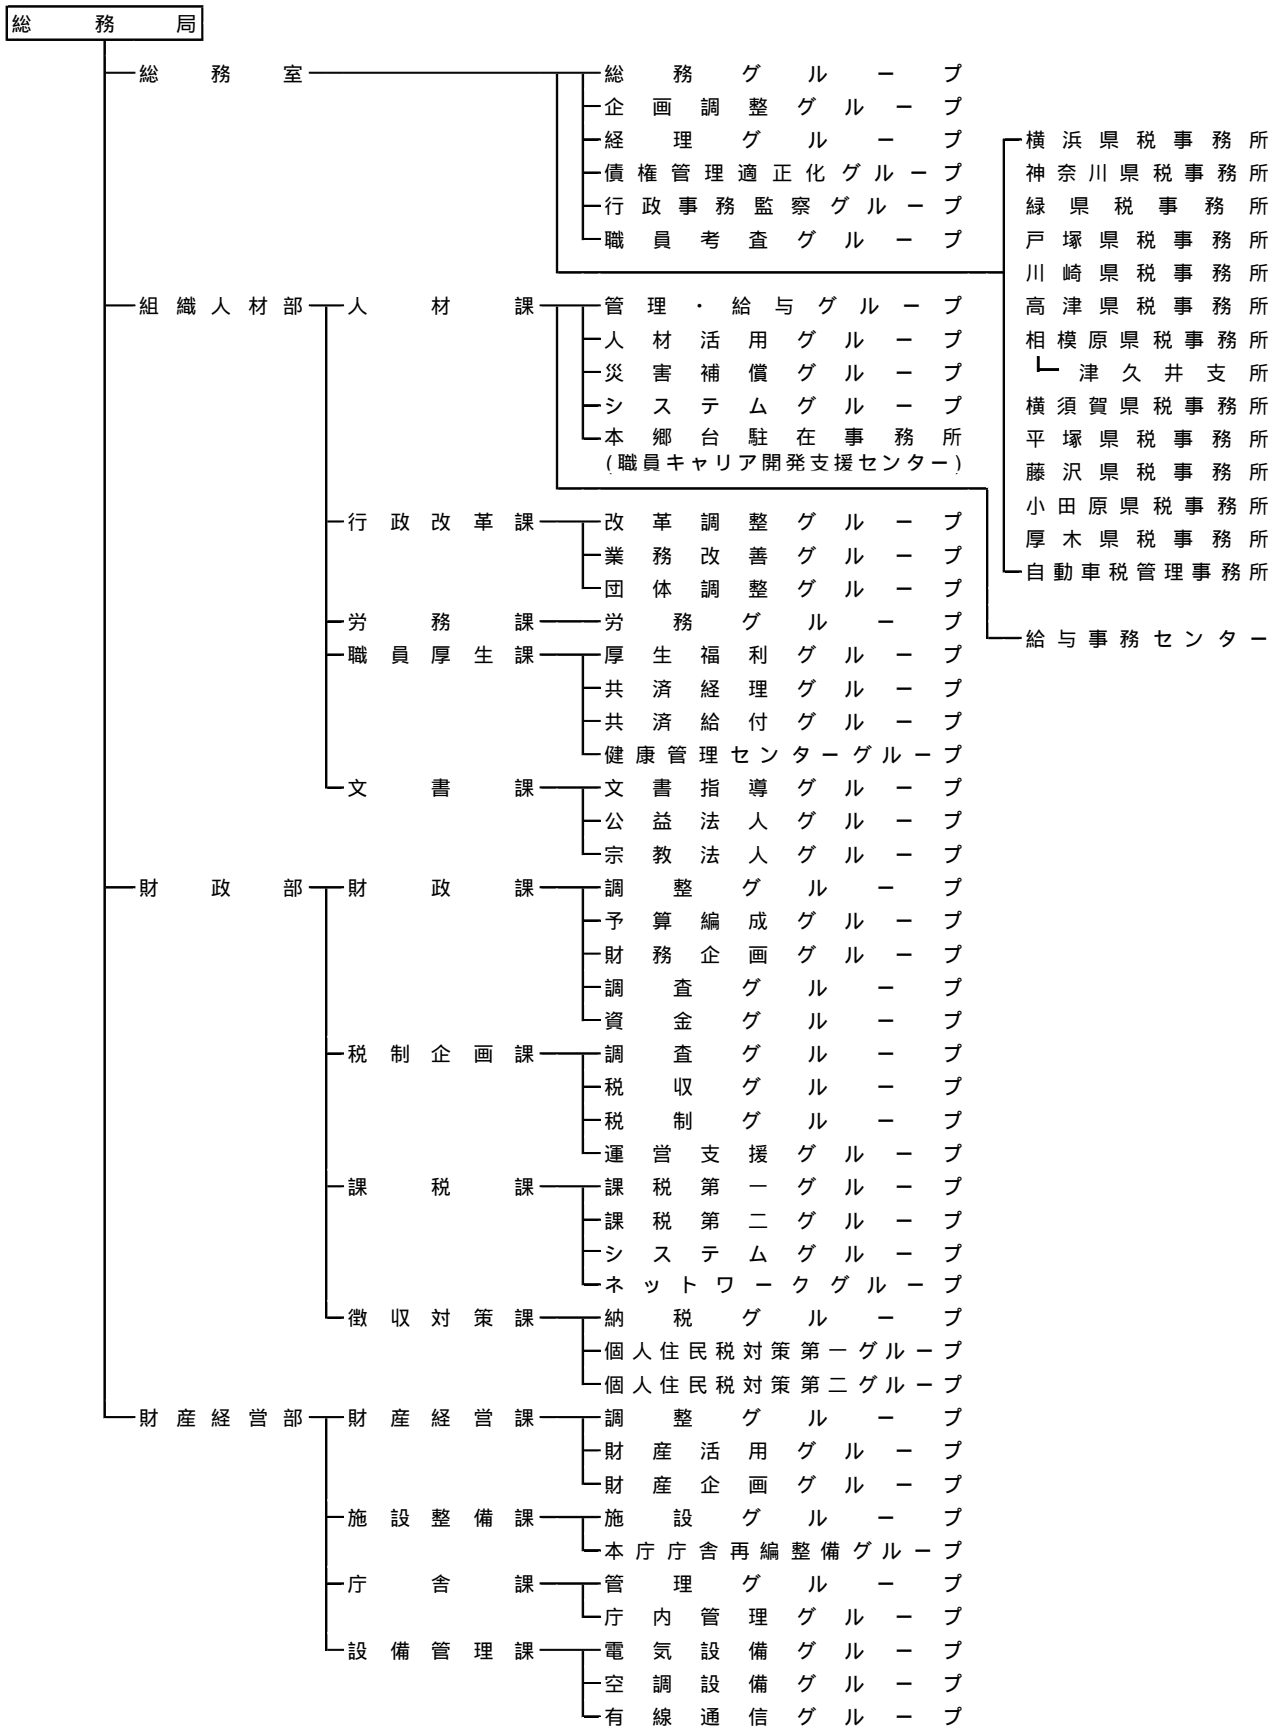 総務局
総務室 総務グループ
企画調整グループ
経理グループ 横浜県税事務所
債権管理適正化グループ 神奈川県税事務所
行政事務監察グループ 緑県税事務所
職員考査グループ 戸塚県税事務所
川崎県税事務所
組織人材部 人材課 管理・給与グループ 高津県税事務所
人材活用グループ 相模原県税事務所
災害補償グループ 津久井支所
システムグループ 横須賀県税事務所
本郷台駐在事務所 平塚県税事務所
(職員キャリア開発支援センター) 藤沢県税事務所
小田原県税事務所
行政改革課 改革調整グループ 厚木県税事務所
業務改善グループ 自動車税管理事務所
団体調整グループ
労務課 労務グループ 給与事務センター
職員厚生課 厚生福利グループ
共済経理グループ
共済給付グループ
健康管理センターグループ
文書課 文書指導グループ
公益法人グループ
宗教法人グループ
財政部 財政課 調整グループ
予算編成グループ
財務企画グループ
調査グループ
資金グループ
税制企画課 調査グループ
税収グループ
税制グループ
運営支援グループ
課税課 課税第一グループ
課税第二グループ
システムグループ
ネットワークグループ
徴収対策課 納税グループ
個人住民税対策第一グループ
個人住民税対策第二グループ
財産経営部 財産経営課 調整グループ
財産活用グループ
財産企画グループ
施設整備課 施設グループ
本庁庁舎再編整備グループ
庁舎課 管理グループ
庁内管理グループ
設備管理課 電気設備グループ
空調設備グループ
有線通信グループ